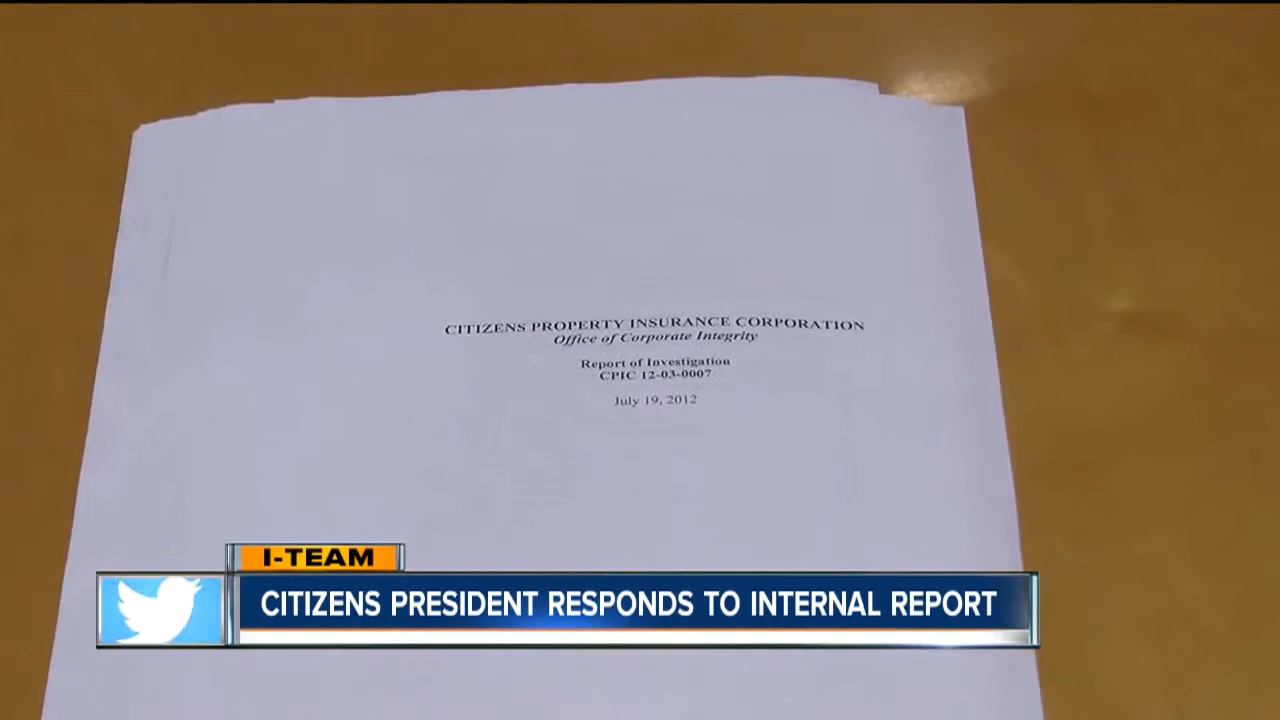 CITIZENS PROPERTY INSURANCE CORPORATION
Office of Corporate Integrity
Report of Investigation
CPIC 12-03-0007
July 19, 2012
I-TEAM
CITIZENS PRESIDENT RESPONDS TO INTERNAL REPORT